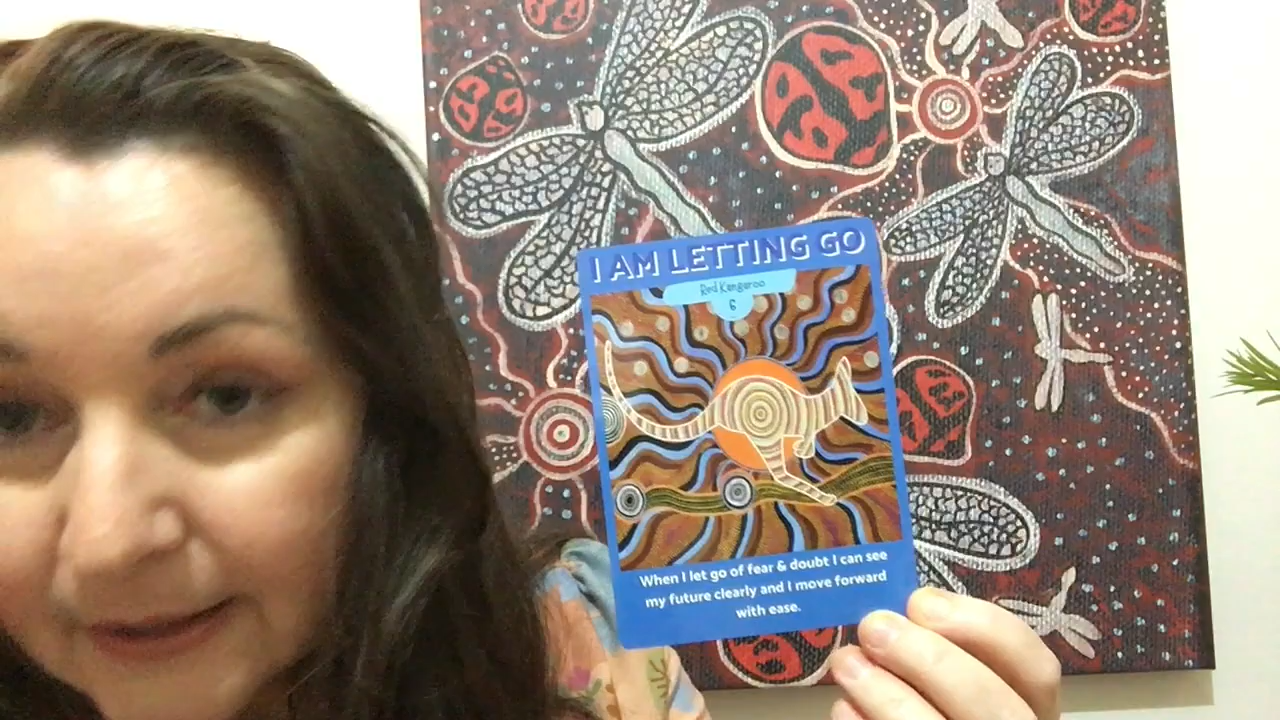 I AM LETTING GO
Red Kangaroo
6
When I let go of fear & doubt I can see
my future clearly and I move forward
with ease.